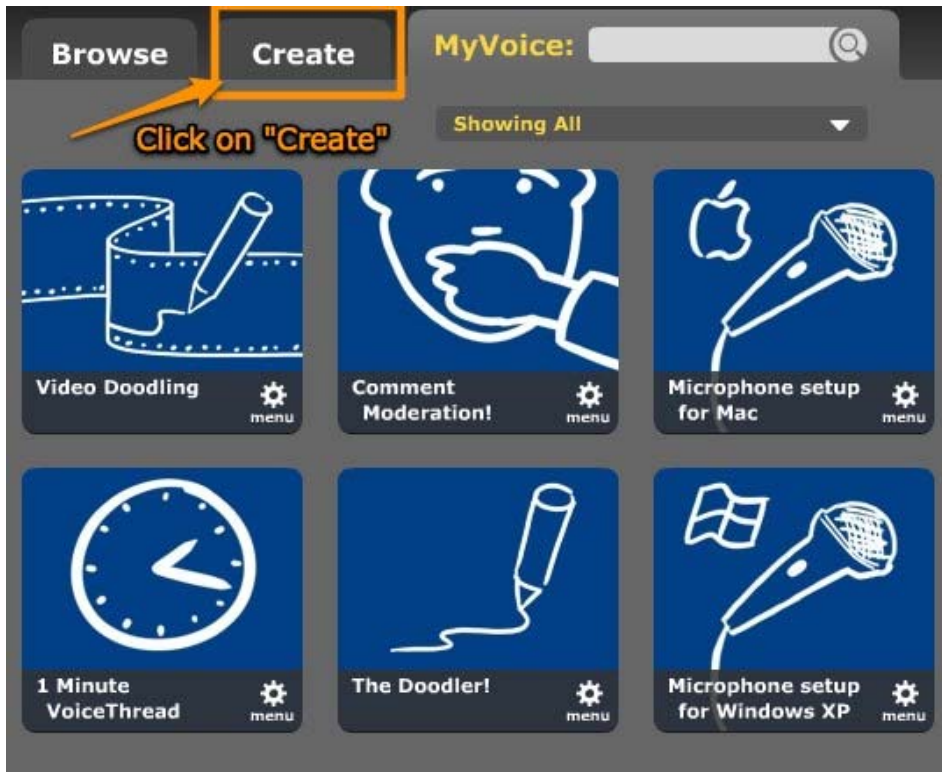 Browse
Create
MyVoice:
Click on "Create"
Showing All
Video Doodling
menu
Comment
Moderation!
menu
Microphone setup
for Mac
menu
1 Minute
VoiceThread
menu
The Doodler!
menu
Microphone setup
for Windows XP
menu